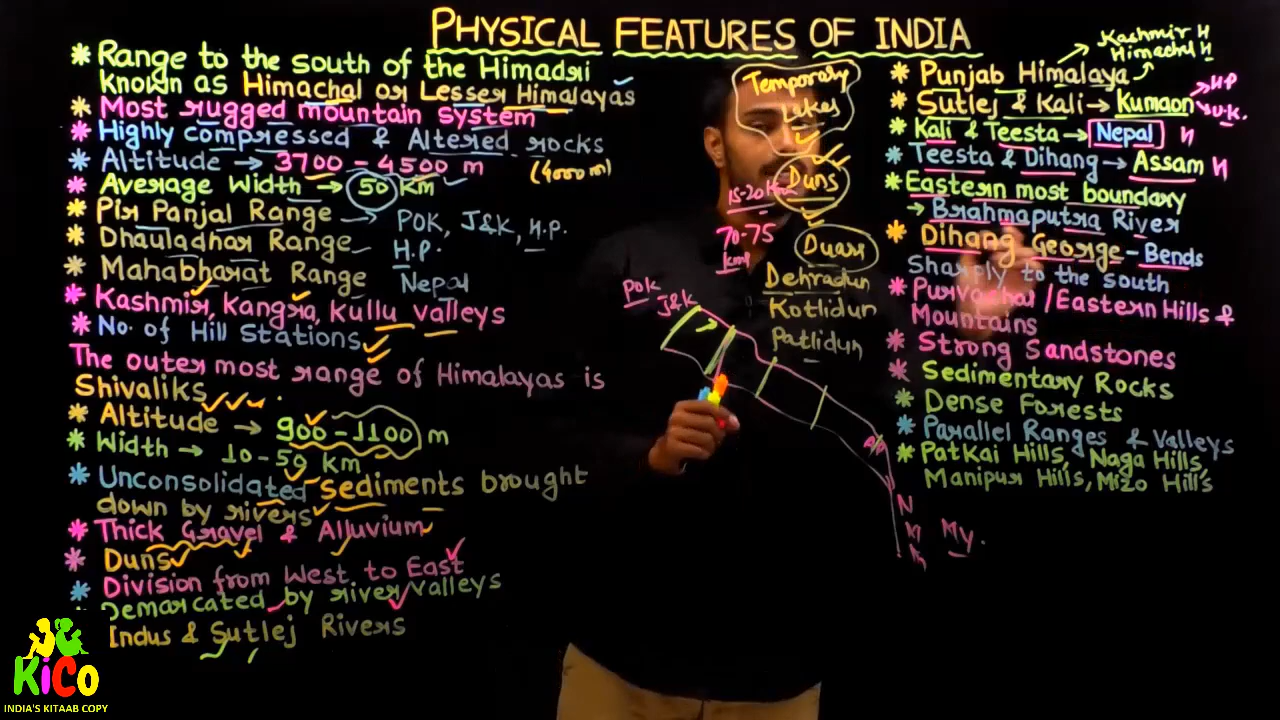 PHYSICAL FEATURES OF INDIA
* Range to the south of the Himadri
known as Himachal or Lesser Himalayas
* Most rugged mountain system
* Highly compressed & Altered rocks
* Altitude → 3700 - 4500 m (4000 m)
* Average Width → 50 Km
* Pir Panjal Range → POK, J&K, H.P.
* Dhauladhar Range - H.P.
* Mahabharat Range Nepal
* Kashmir, Kangra, Kullu Valleys
* No. of Hill Stations
The outer most range of Himalayas is
Shivaliks
* Altitude → 900 - 1100 m
* Width → 10-50 Km
* Unconsolidated sediments brought
down by rivers
* Thick Gravel & Alluvium
* Duns
* Division from West to East
* Demarcated by river valleys
Indus & Sutlej Rivers
Temporary
Lakes
Duns
15-20
70-75
km
Duars
Dehradun
Kotlidun
Patlidun
POK
J&K
N
M
My.
Kashmir H
Himachal H
* Punjab Himalaya
* Sutlej & Kali → Kumaon
H.P
U.K.
* Kali & Teesta → Nepal H
* Teesta & Dihang → Assam H
* Eastern most boundary
→ Brahmaputra River
* Dihang George - Bends
Sharply to the south
* Purvachal / Eastern Hills &
Mountains
* Strong Sandstones
* Sedimentary Rocks
* Dense Forests
* Parallel Ranges & Valleys
* Patkai Hills, Naga Hills,
Manipur Hills, Mizo Hills
KiCo
INDIA'S KITAAB COPY